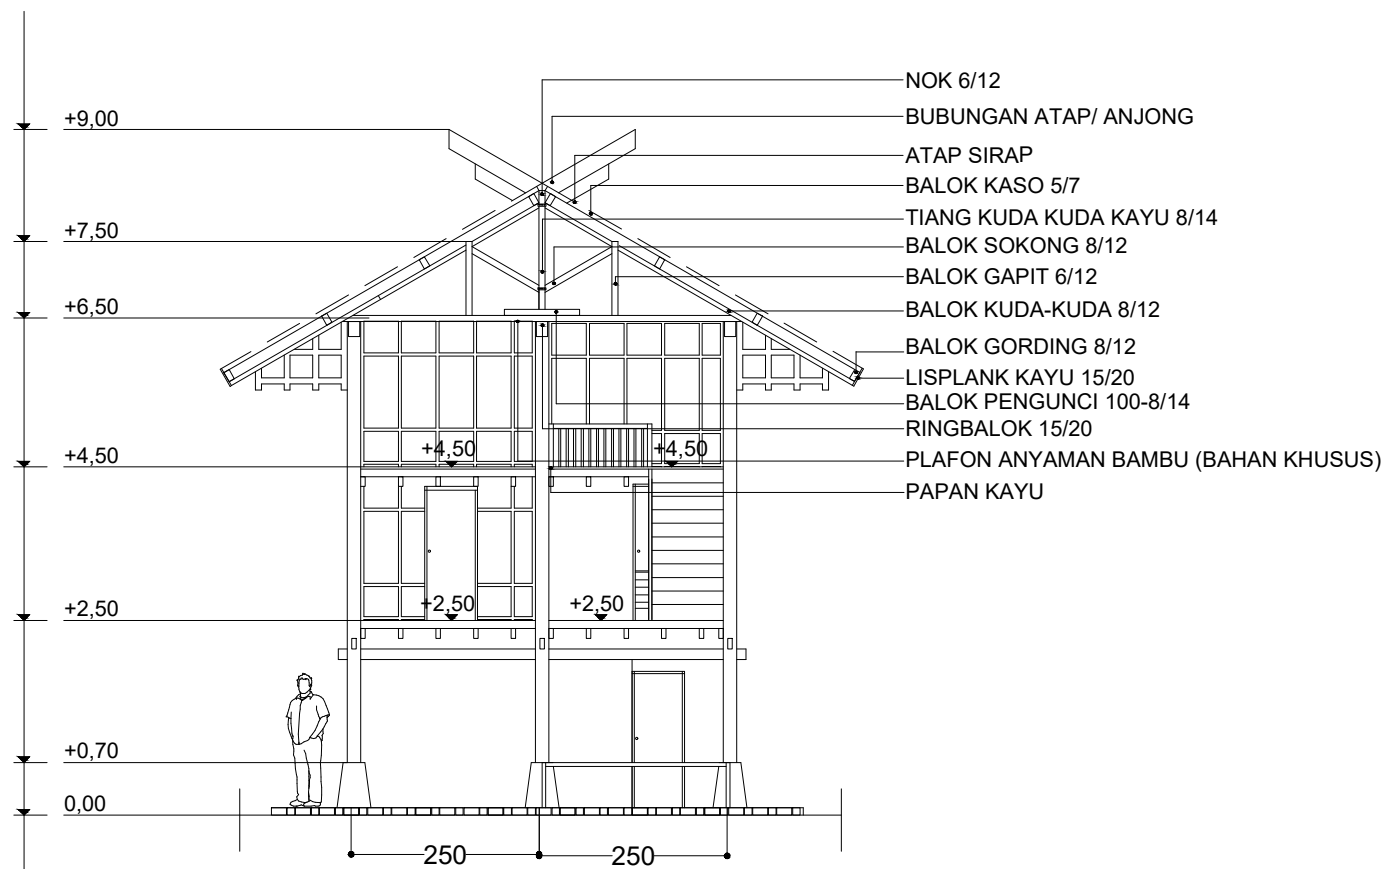 NOK 6/12
+9,00
BUBUNGAN ATAP/ ANJONG
ATAP SIRAP
BALOK KASO 5/7
TIANG KUDA KUDA KAYU 8/14
+7,50
BALOK SOKONG 8/12
BALOK GAPIT 6/12
+6,50
BALOK KUDA-KUDA 8/12
BALOK GORDING 8/12
LISPLANK KAYU 15/20
BALOK PENGUNCI 100-8/14
RINGBALOK 15/20
+4,50
+4,50
+4,50
PLAFON ANYAMAN BAMBU (BAHAN KHUSUS)
PAPAN KAYU
+2,50
+2,50
+2,50
+0,70
0,00
250
250